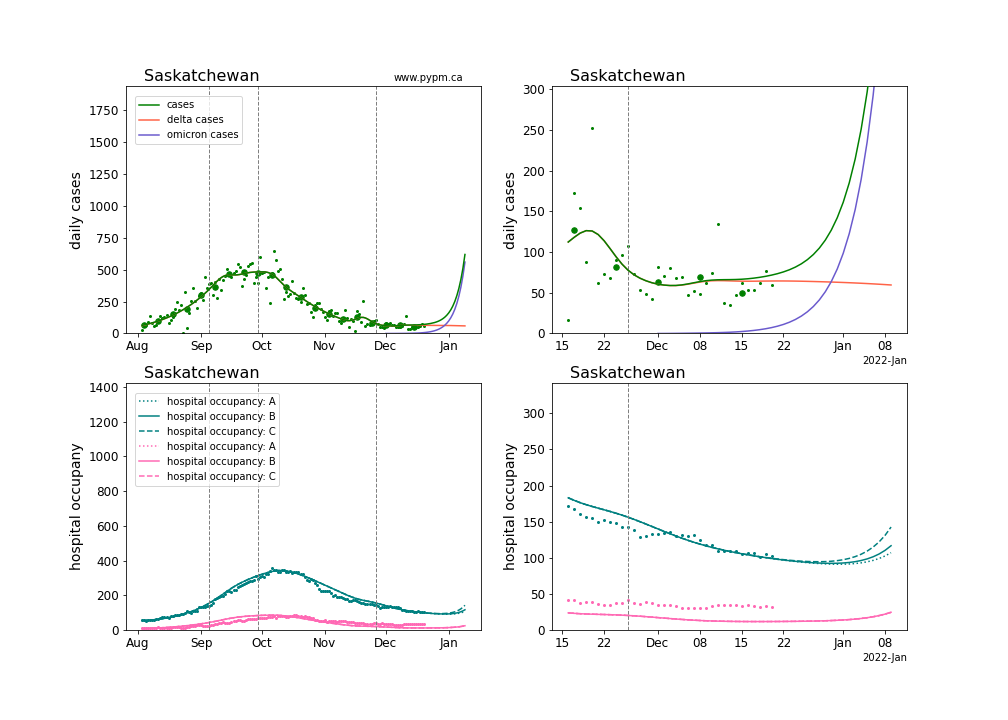 Saskatchewan
www.pypm.ca
daily cases
1750
1500
1250
1000
750
500
250
0
cases
delta cases
omicron cases
Aug Sep Oct Nov Dec Jan
Saskatchewan
daily cases
300
250
200
150
100
50
0
15 22 Dec 08 15 22 Jan 08
2022-Jan
Saskatchewan
hospital occupany
1400
1200
1000
800
600
400
200
0
hospital occupancy: A
hospital occupancy: B
hospital occupancy: C
hospital occupancy: A
hospital occupancy: B
hospital occupancy: C
Aug Sep Oct Nov Dec Jan
Saskatchewan
hospital occupany
300
250
200
150
100
50
0
15 22 Dec 08 15 22 Jan 08
2022-Jan